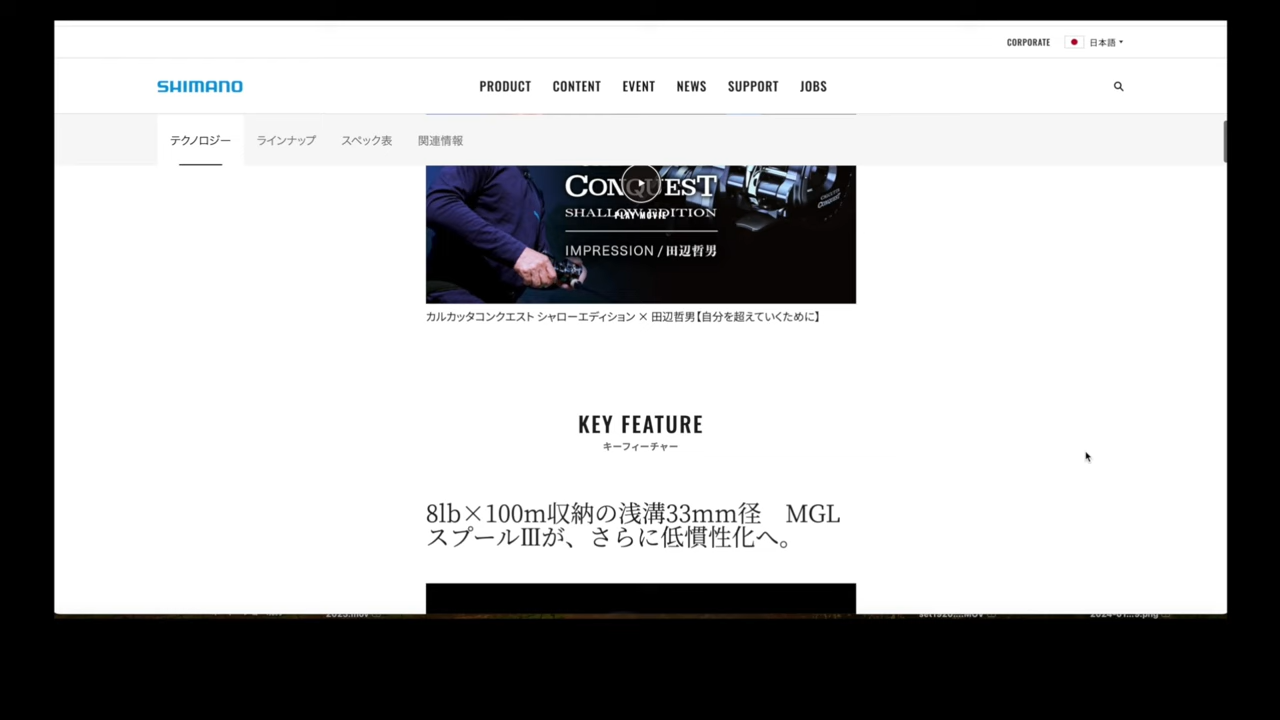 CORPORATE 日本語
SHIMANO PRODUCT CONTENT EVENT NEWS SUPPORT JOBS
テクノロジー ラインナップ スペック表 関連情報
CONQUEST
SHALLOW EDITION
PLAY MOVIE
IMPRESSION / 田辺哲男
カルカッタコンクエスト シャローエディション × 田辺哲男【自分を超えていくために】
KEY FEATURE
キーフィーチャー
8lb×100m収納の浅溝33mm径 MGL
スプールⅢが、さらに低慣性化へ。